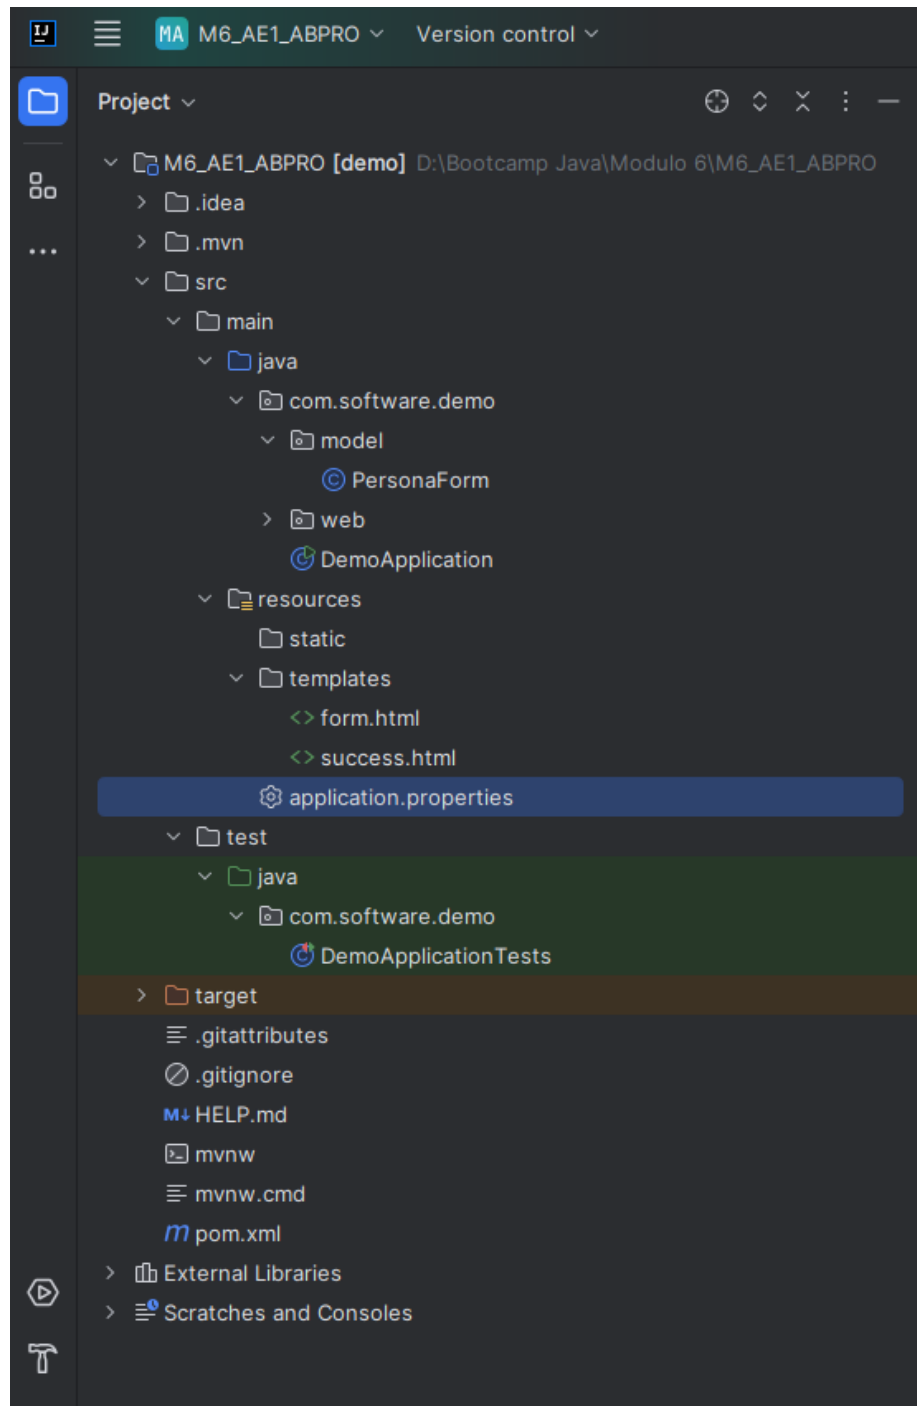 IJ MA M6_AE1_ABPRO Version control
Project
M6_AE1_ABPRO [demo] D:\Bootcamp Java\Modulo 6\M6_AE1_ABPRO
.idea
.mvn
src
main
java
com.software.demo
model
PersonaForm
web
DemoApplication
resources
static
templates
form.html
success.html
application.properties
test
java
com.software.demo
DemoApplicationTests
target
.gitattributes
.gitignore
M↓ HELP.md
mvnw
mvnw.cmd
m pom.xml
External Libraries
Scratches and Consoles